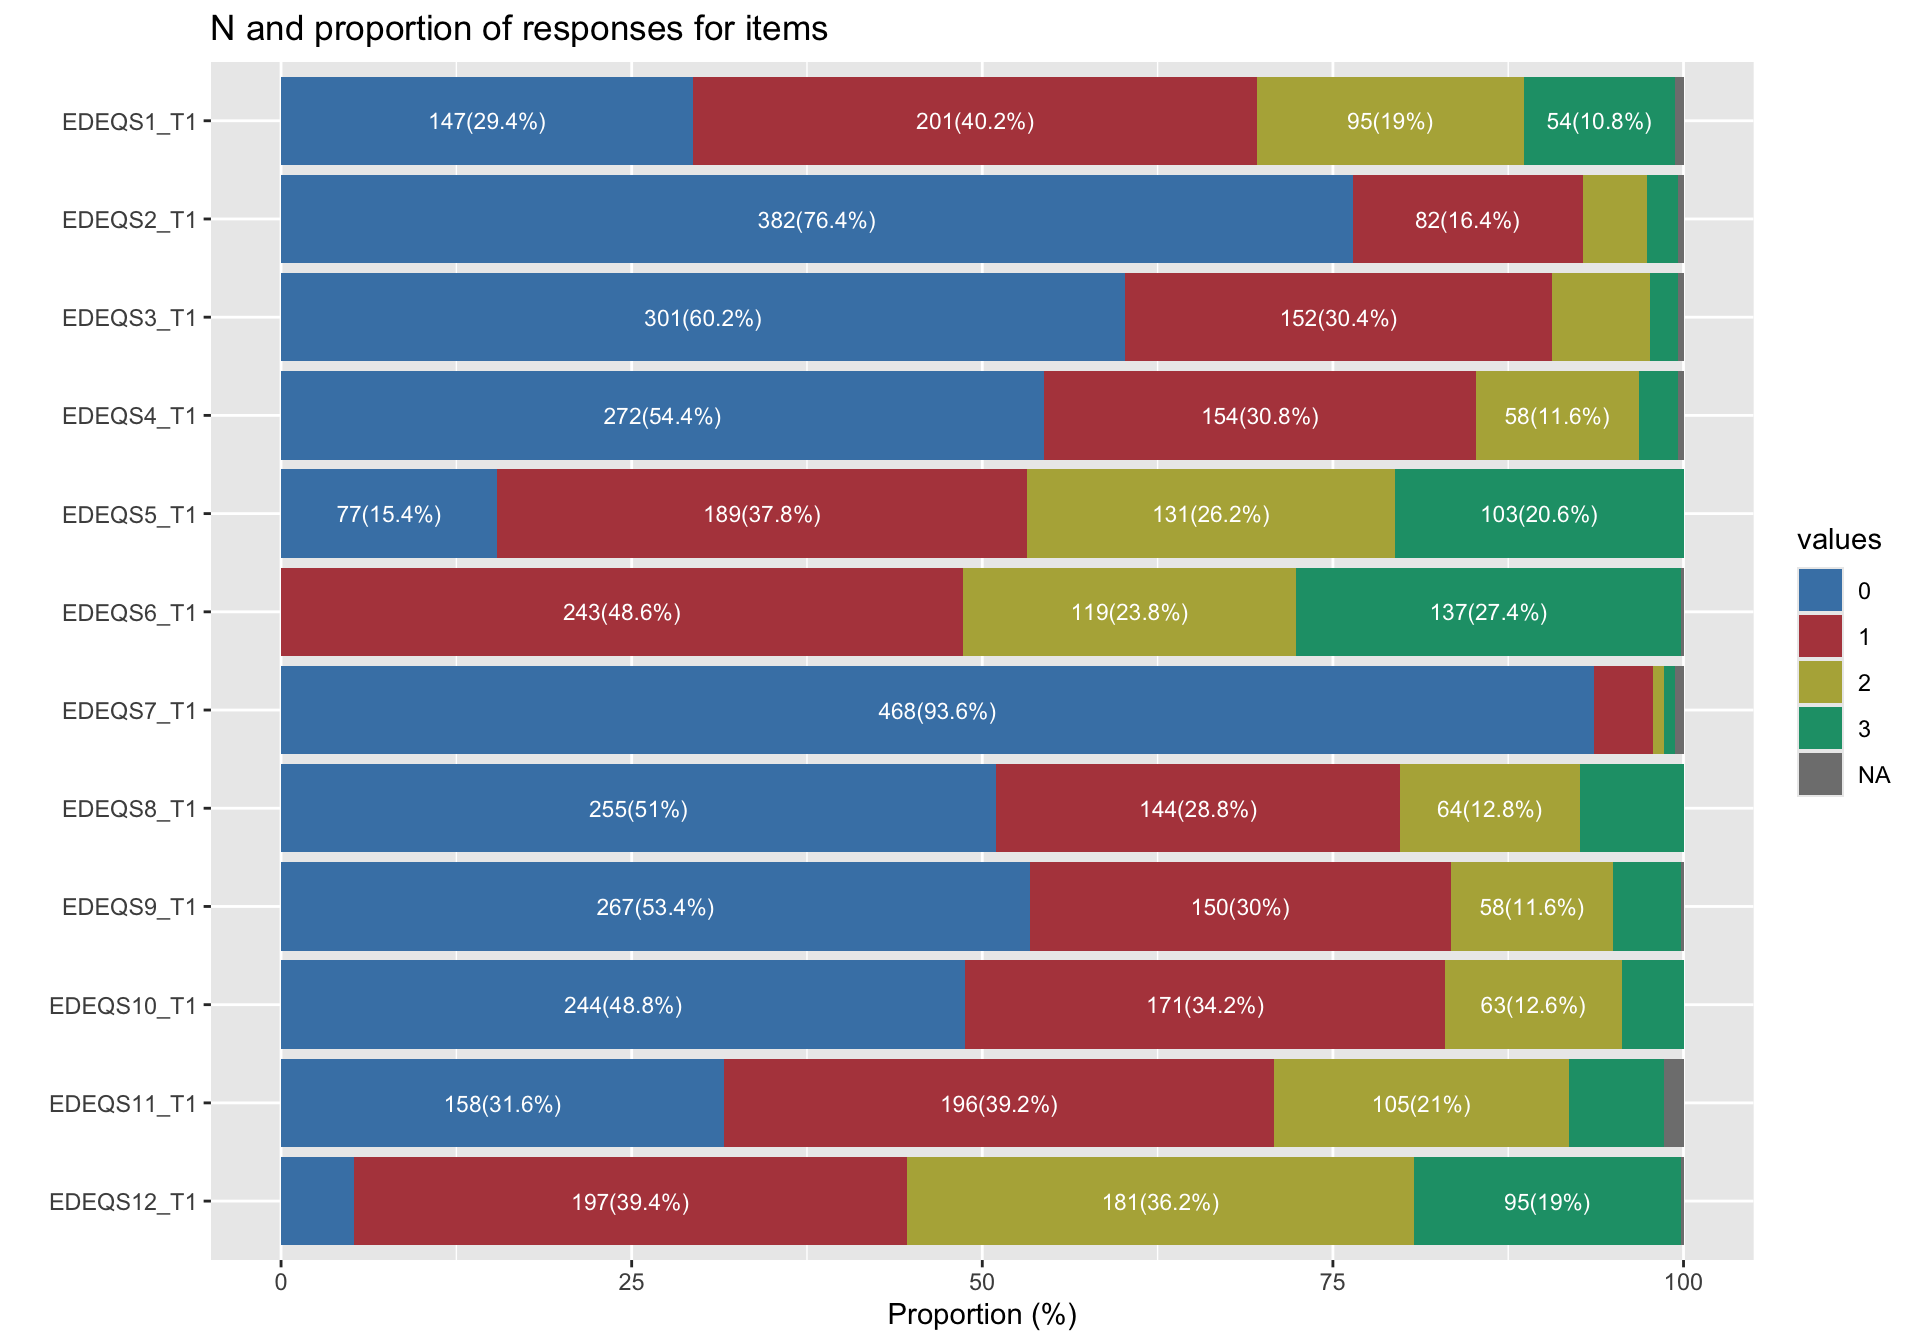 N and proportion of responses for items
EDEQS1_T1 147(29.4%) 201(40.2%) 95(19%) 54(10.8%)
EDEQS2_T1 382(76.4%) 82(16.4%)
EDEQS3_T1 301(60.2%) 152(30.4%)
EDEQS4_T1 272(54.4%) 154(30.8%) 58(11.6%)
EDEQS5_T1 77(15.4%) 189(37.8%) 131(26.2%) 103(20.6%)
EDEQS6_T1 243(48.6%) 119(23.8%) 137(27.4%)
EDEQS7_T1 468(93.6%)
EDEQS8_T1 255(51%) 144(28.8%) 64(12.8%)
EDEQS9_T1 267(53.4%) 150(30%) 58(11.6%)
EDEQS10_T1 244(48.8%) 171(34.2%) 63(12.6%)
EDEQS11_T1 158(31.6%) 196(39.2%) 105(21%)
EDEQS12_T1 197(39.4%) 181(36.2%) 95(19%)
0 25 50 75 100
Proportion (%)
values
0
1
2
3
NA